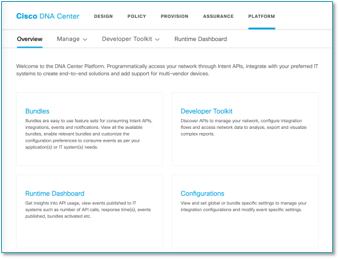 Cisco DNA Center DESIGN POLICY PROVISION ASSURANCE PLATFORM
Overview Manage Developer Toolkit Runtime Dashboard
Welcome to the DNA Center Platform. Programmatically access your network through Intent APIs, integrate with your preferred IT
systems to create end-to-end solutions and add support for multi-vendor devices.
Bundles
Bundles are easy to use feature sets for consuming Intent APIs,
integrations, events and notifications. View all the available
bundles, enable relevant bundles and customize the
configuration preferences to consume events as per your
application(s) or IT system(s) needs.
Developer Toolkit
Discover APIs to manage your network, configure integration
flows and access network data to analyze, export and visualize
complex reports.
Runtime Dashboard
Get insights into API usage, view events published to IT
systems such as number of API calls, response time(s), events
published, bundles activated etc.
Configurations
View and set global or bundle specific settings to manage your
integration configurations and modify event specific settings.